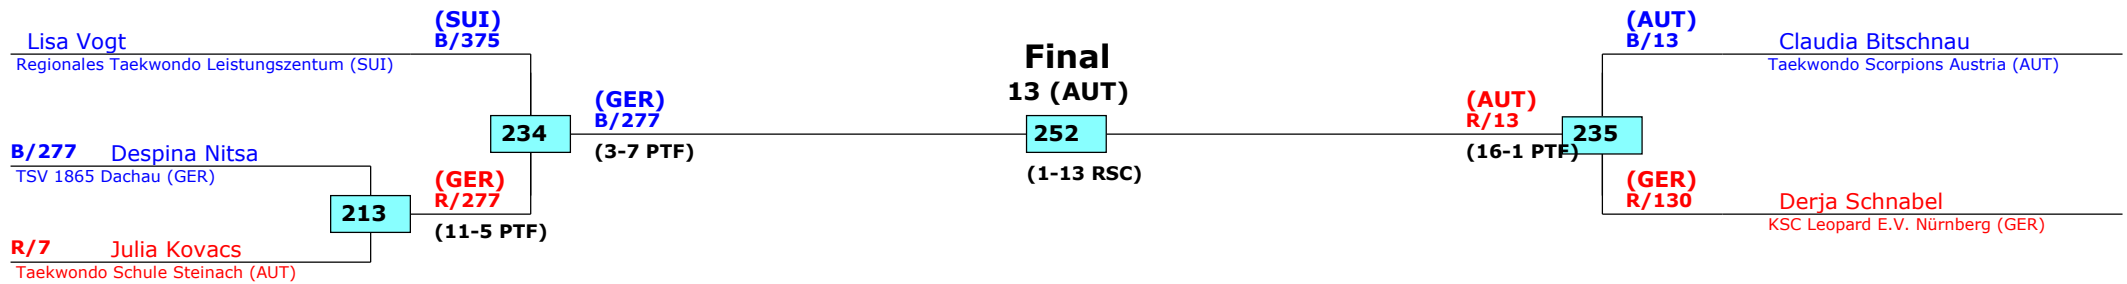 Lisa Vogt
Regionales Taekwondo Leistungszentum (SUI)
(SUI)
B/375
B/277 Despina Nitsa
TSV 1865 Dachau (GER)
R/7 Julia Kovacs
Taekwondo Schule Steinach (AUT)
213
(GER)
R/277
(11-5 PTF)
234
(GER)
B/277
(3-7 PTF)
Final
13 (AUT)
252
(1-13 RSC)
(AUT)
R/13
(16-1 PTF)
235
(AUT)
B/13
Claudia Bitschnau
Taekwondo Scorpions Austria (AUT)
(GER)
R/130
Derja Schnabel
KSC Leopard E.V. Nürnberg (GER)